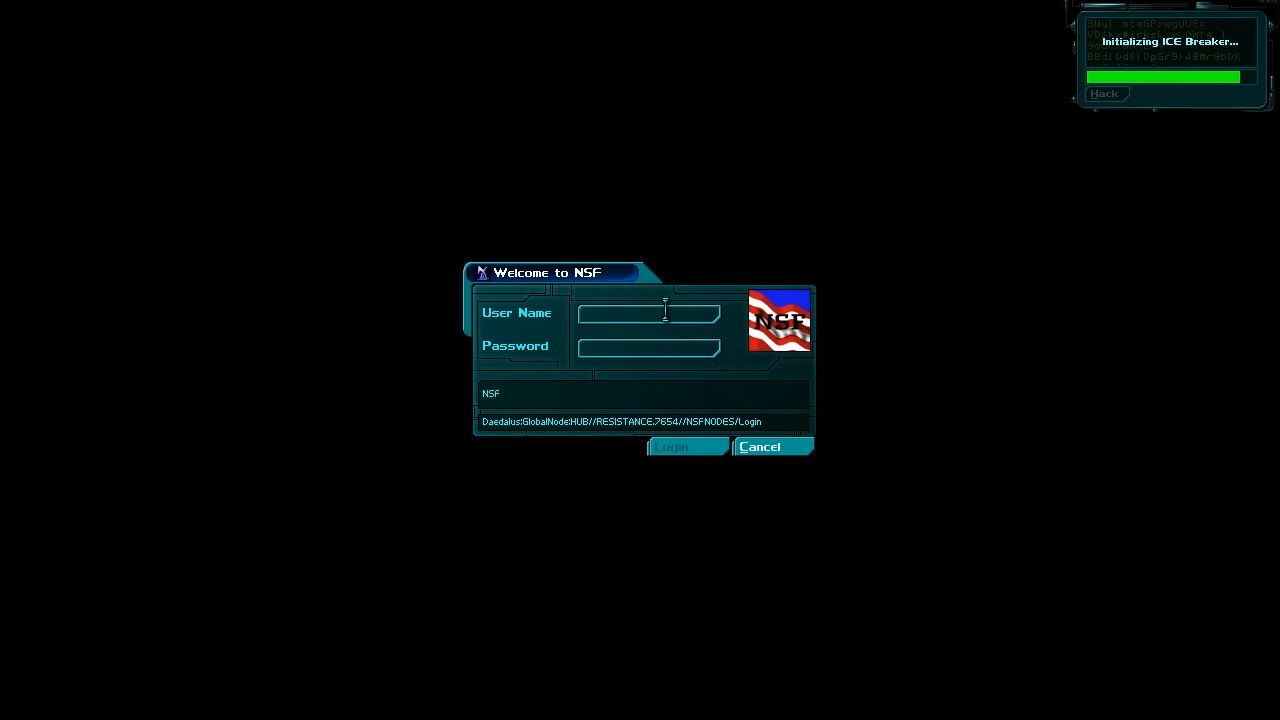 Initializing ICE Breaker...
Hack
Welcome to NSF
User Name
NSF
Password
NSF
Daedalus:GlobalNode:HUB//RESISTANCE.7654//NSFNODES/Login
Login
Cancel